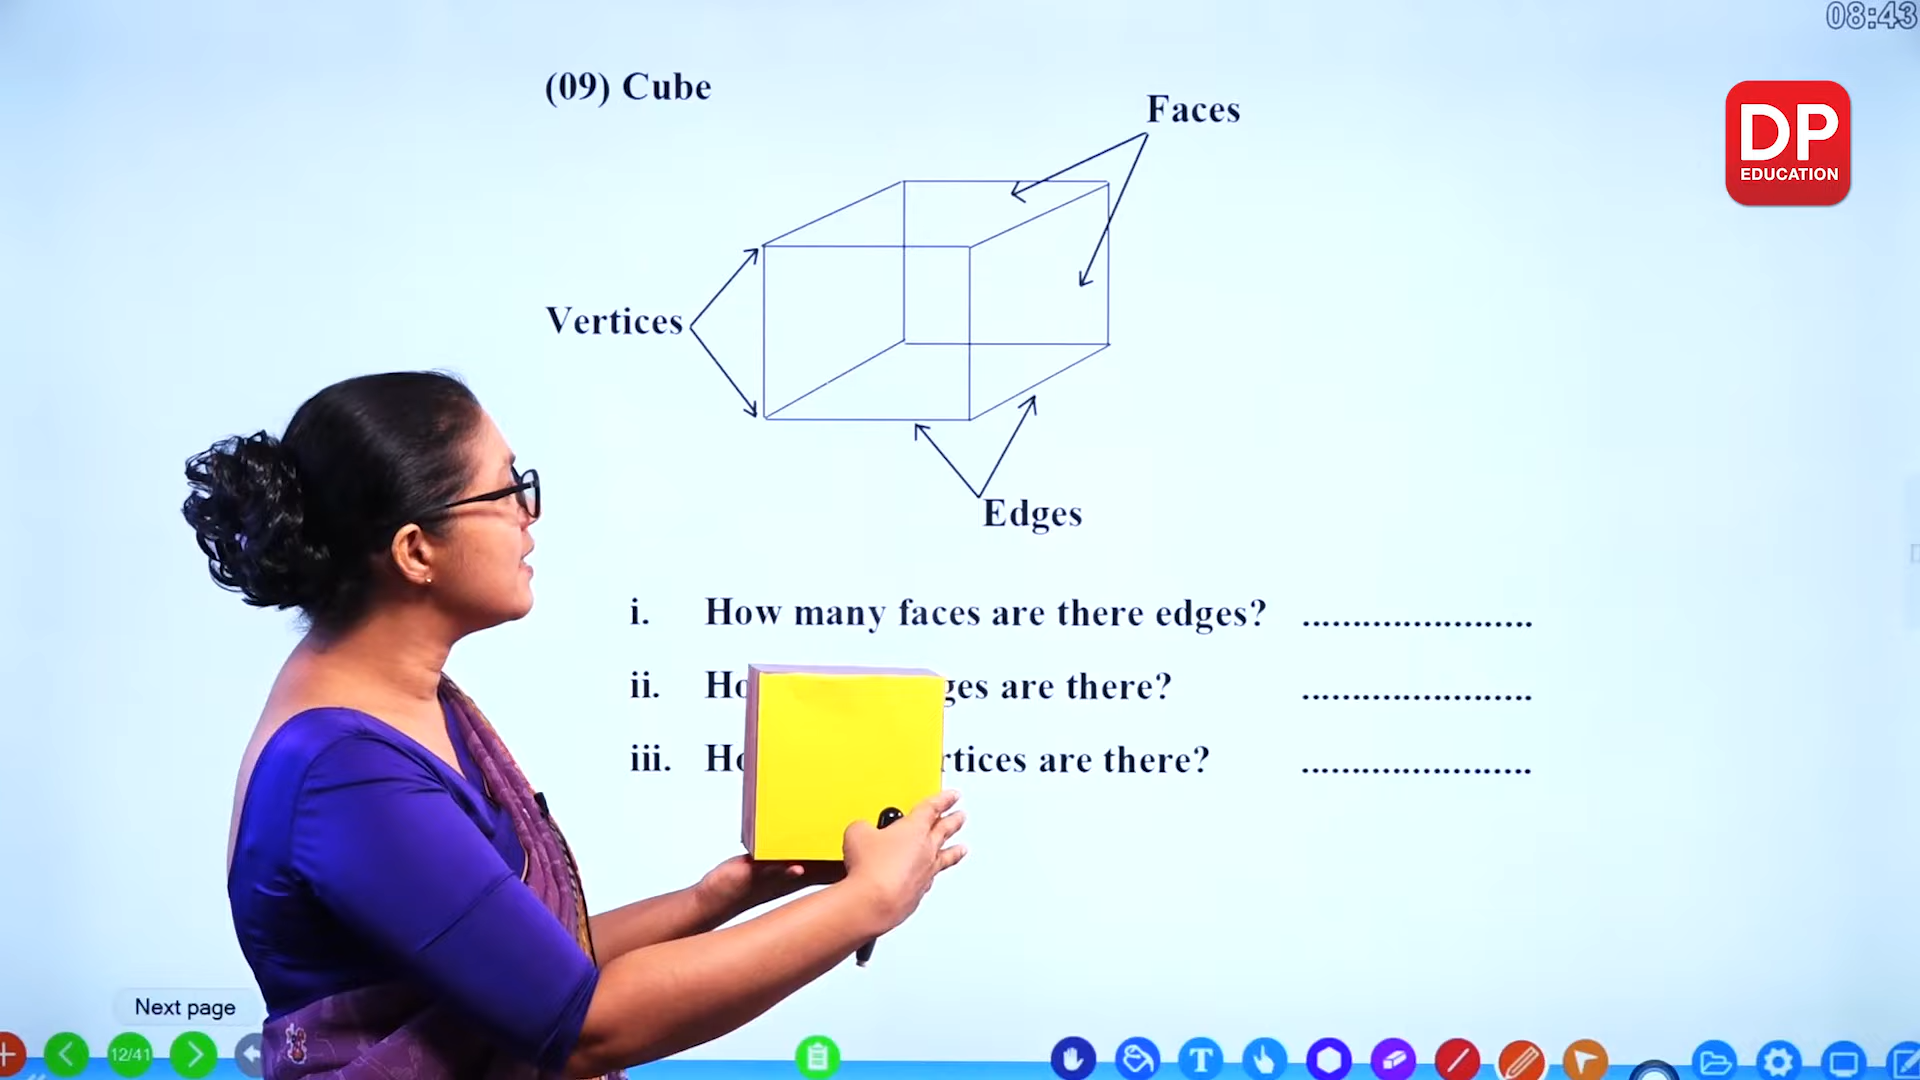 08:43
(09) Cube
Faces
DP
EDUCATION
Vertices
Edges
i. How many faces are there edges? .......................
ii. Ho ges are there? .......................
iii. Ho rtices are there? .......................
Next page
12/41
T